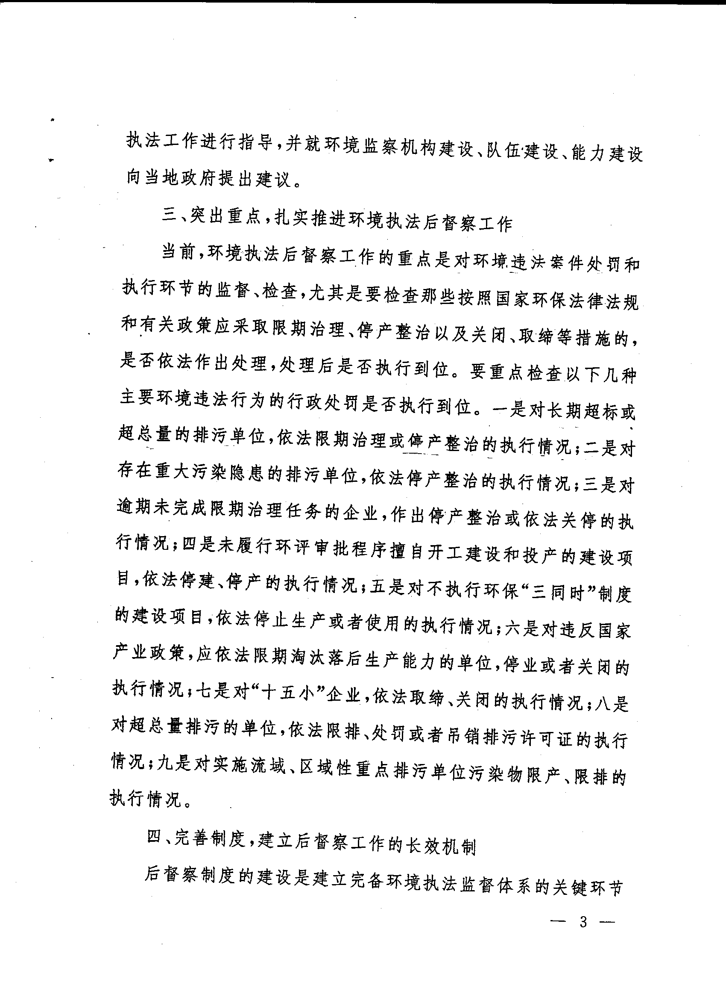 执法工作进行指导,并就环境监察机构建设、队伍建设、能力建设
向当地政府提出建议。
三、突出重点,扎实推进环境执法后督察工作
当前,环境执法后督察工作的重点是对环境违法案件处罚和
执行环节的监督、检查,尤其是要检查那些按照国家环保法律法规
和有关政策应采取限期治理、停产整治以及关闭、取缔等措施的,
是否依法作出处理,处理后是否执行到位。要重点检查以下几种
主要环境违法行为的行政处罚是否执行到位。一是对长期超标或
超总量的排污单位,依法限期治理或停产整治的执行情况;二是对
存在重大污染隐患的排污单位,依法停产整治的执行情况;三是对
逾期未完成限期治理任务的企业,作出停产整治或依法关停的执
行情况;四是未履行环评审批程序擅自开工建设和投产的建设项
目,依法停建、停产的执行情况;五是对不执行环保“三同时”制度
的建设项目,依法停止生产或者使用的执行情况;六是对违反国家
产业政策,应依法限期淘汰落后生产能力的单位,停业或者关闭的
执行情况;七是对“十五小”企业,依法取缔、关闭的执行情况;八是
对超总量排污的单位,依法限排、处罚或者吊销排污许可证的执行
情况;九是对实施流域、区域性重点排污单位污染物限产、限排的
执行情况。
四、完善制度,建立后督察工作的长效机制
后督察制度的建设是建立完备环境执法监督体系的关键环节
— 3 —